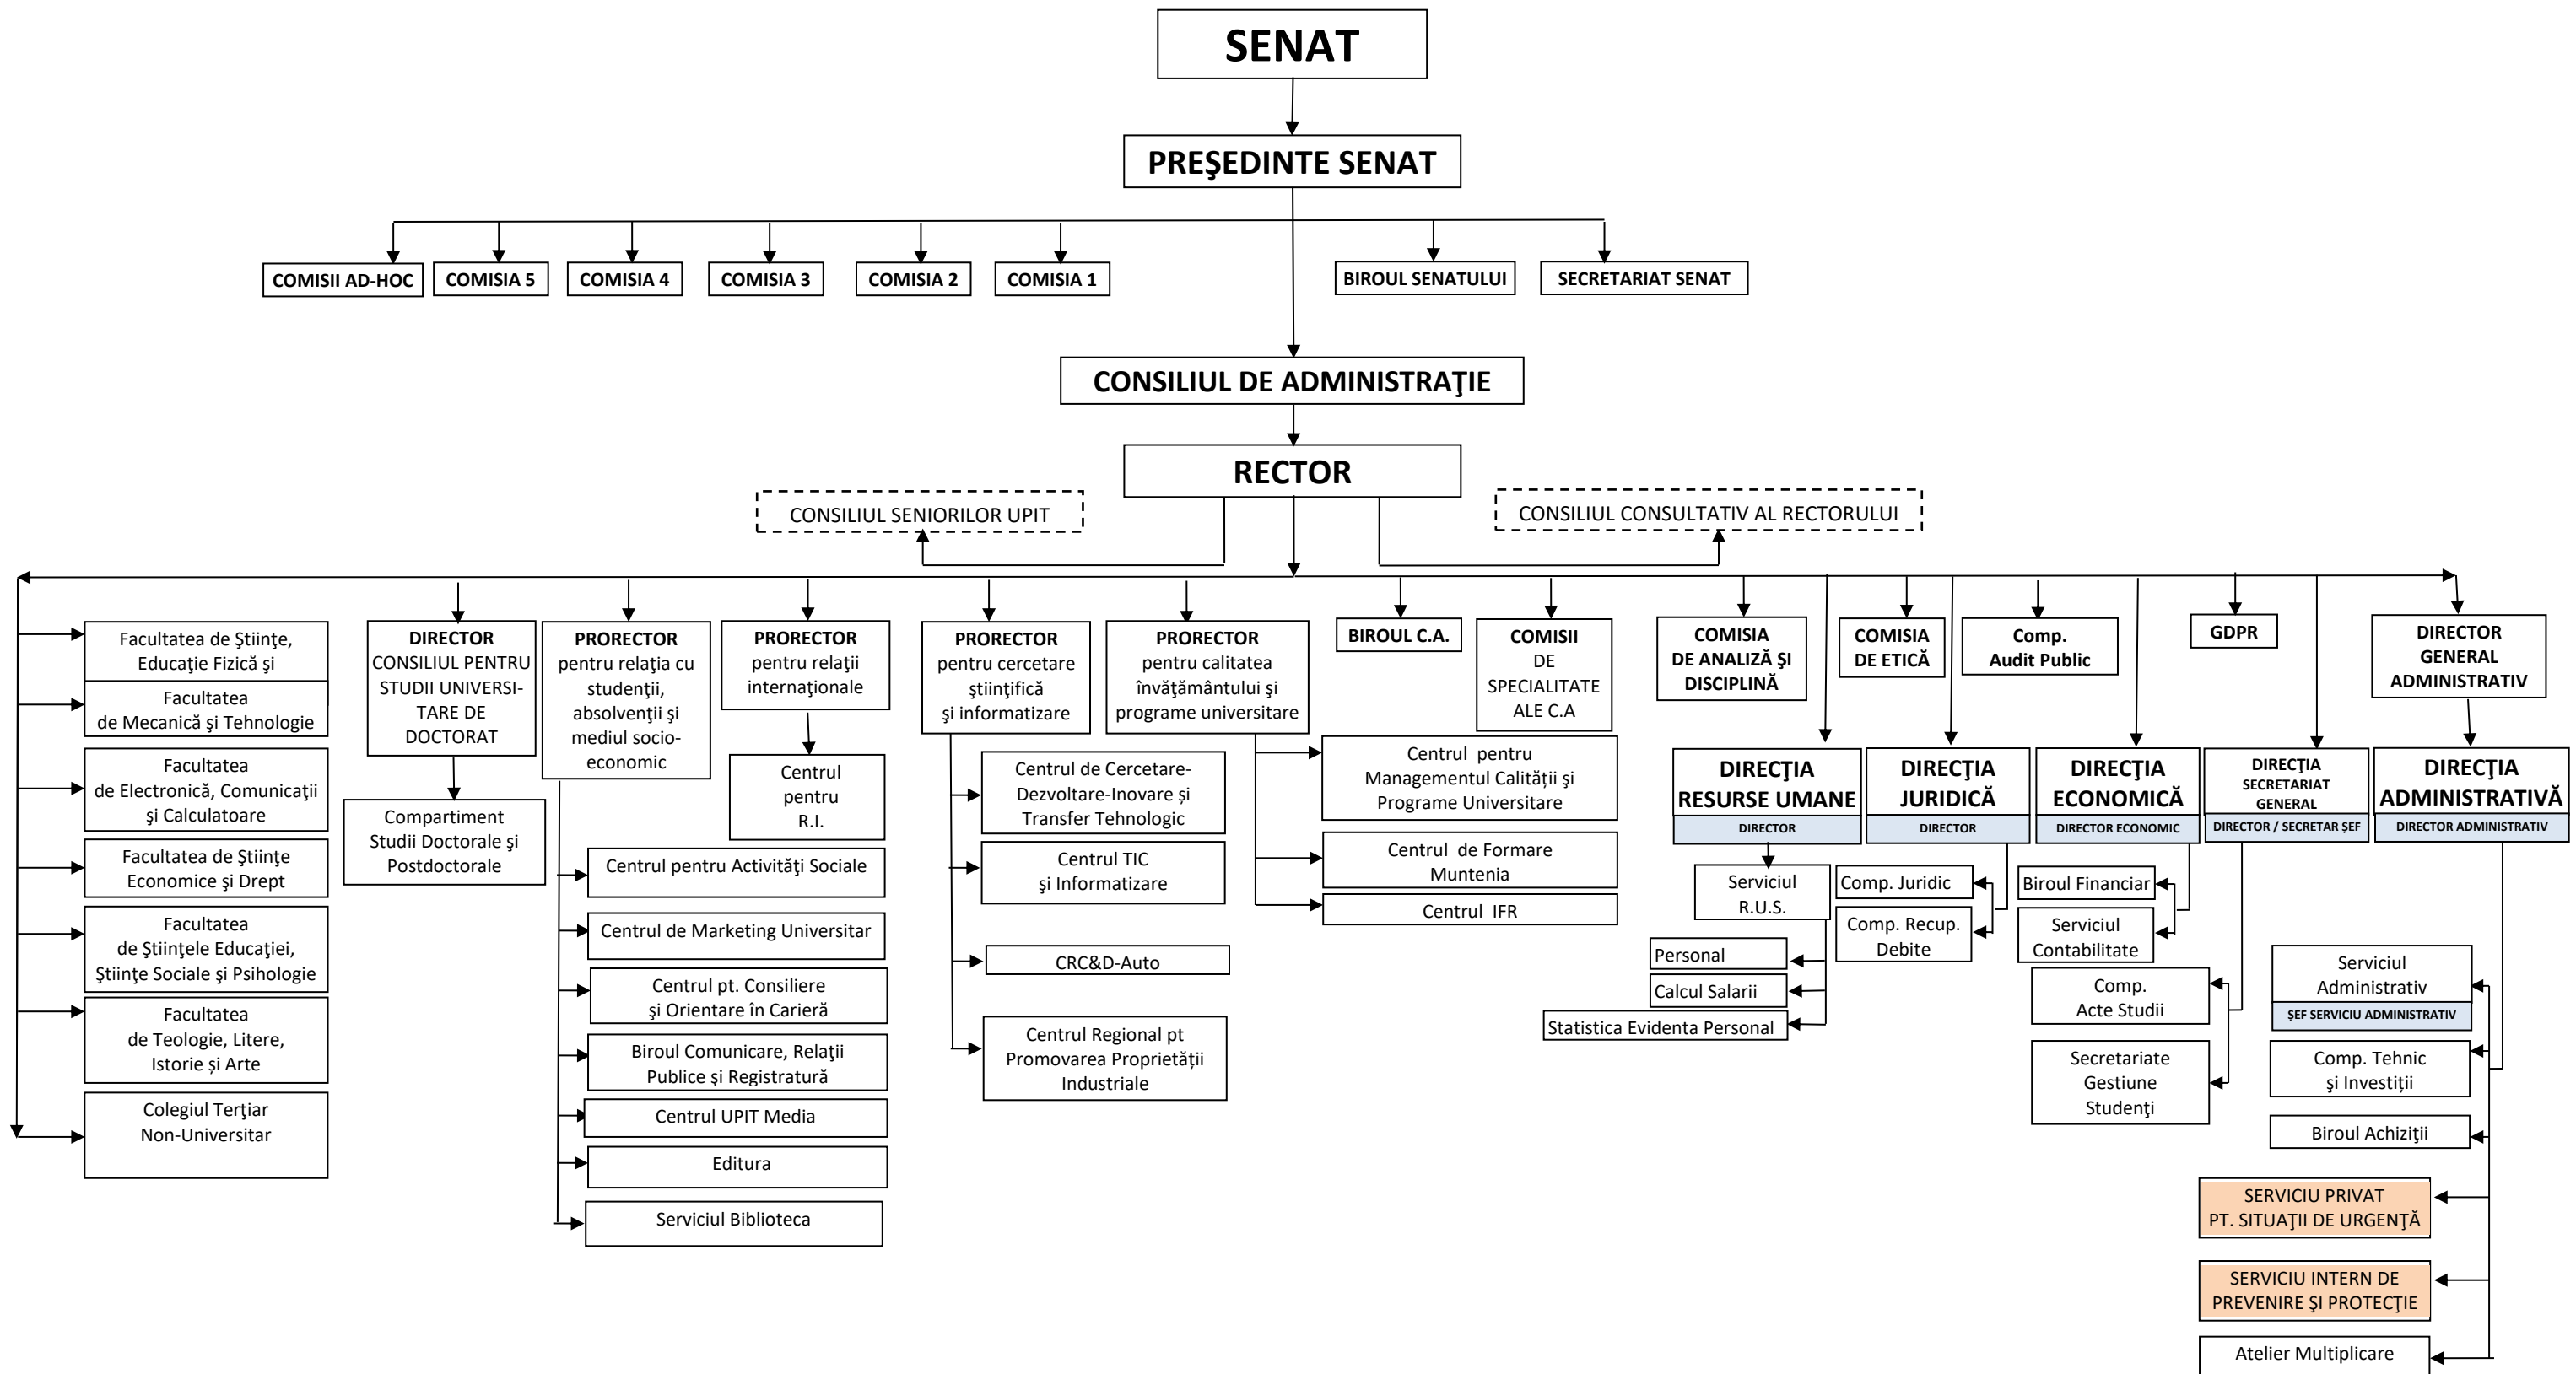 SENAT
PREŞEDINTE SENAT
COMISII AD-HOC
COMISIA 5
COMISIA 4
COMISIA 3
COMISIA 2
COMISIA 1
BIROUL SENATULUI
SECRETARIAT SENAT
CONSILIUL DE ADMINISTRAŢIE
RECTOR
CONSILIUL SENIORILOR UPIT
CONSILIUL CONSULTATIV AL RECTORULUI
Facultatea de Ştiinţe,
Educaţie Fizică şi
Facultatea
de Mecanică şi Tehnologie
Facultatea
de Electronică, Comunicaţii
şi Calculatoare
Facultatea de Ştiinţe
Economice şi Drept
Facultatea
de Ştiinţele Educaţiei,
Ştiinţe Sociale şi Psihologie
Facultatea
de Teologie, Litere,
Istorie și Arte
Colegiul Terţiar
Non-Universitar
DIRECTOR
CONSILIUL PENTRU
STUDII UNIVERSI-
TARE DE
DOCTORAT
Compartiment
Studii Doctorale şi
Postdoctorale
PRORECTOR
pentru relaţia cu
studenţii,
absolvenţii şi
mediul socio-
economic
Centrul pentru Activităţi Sociale
Centrul de Marketing Universitar
Centrul pt. Consiliere
şi Orientare în Carieră
Biroul Comunicare, Relaţii
Publice şi Registratură
Centrul UPIT Media
Editura
Serviciul Biblioteca
PRORECTOR
pentru relaţii
internaţionale
Centrul
pentru
R.I.
PRORECTOR
pentru cercetare
ştiinţifică
şi informatizare
Centrul de Cercetare-
Dezvoltare-Inovare și
Transfer Tehnologic
Centrul TIC
şi Informatizare
CRC&D-Auto
Centrul Regional pt
Promovarea Proprietății
Industriale
PRORECTOR
pentru calitatea
învăţământului şi
programe universitare
Centrul pentru
Managementul Calității și
Programe Universitare
Centrul de Formare
Muntenia
Centrul IFR
BIROUL C.A.
COMISII
DE
SPECIALITATE
ALE C.A
COMISIA
DE ANALIZĂ ŞI
DISCIPLINĂ
COMISIA
DE ETICĂ
Comp.
Audit Public
GDPR
DIRECTOR
GENERAL
ADMINISTRATIV
DIRECŢIA
RESURSE UMANE
DIRECTOR
Serviciul
R.U.S.
Personal
Calcul Salarii
Statistica Evidenta Personal
DIRECŢIA
JURIDICĂ
DIRECTOR
Comp. Juridic
Comp. Recup.
Debite
DIRECŢIA
ECONOMICĂ
DIRECTOR ECONOMIC
Biroul Financiar
Serviciul
Contabilitate
DIRECŢIA
SECRETARIAT
GENERAL
DIRECTOR / SECRETAR ŞEF
Comp.
Acte Studii
Secretariate
Gestiune
Studenţi
DIRECŢIA
ADMINISTRATIVĂ
DIRECTOR ADMINISTRATIV
Serviciul
Administrativ
ŞEF SERVICIU ADMINISTRATIV
Comp. Tehnic
și Investiții
Biroul Achiziţii
SERVICIU PRIVAT
PT. SITUAŢII DE URGENŢĂ
SERVICIU INTERN DE
PREVENIRE ŞI PROTECŢIE
Atelier Multiplicare